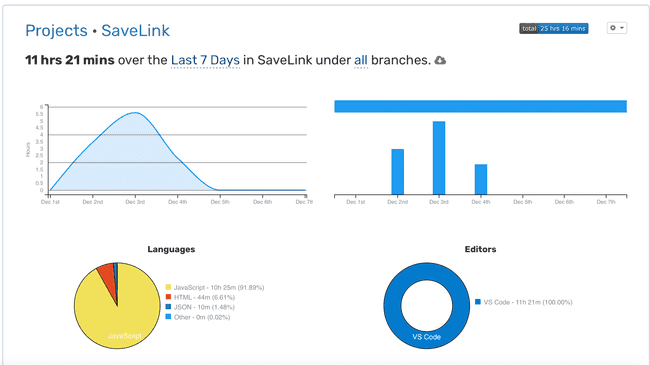 Projects • SaveLink
total 25 hrs 16 mins
11 hrs 21 mins over the Last 7 Days in SaveLink under all branches.
Hours
6
5.5
5
4.5
4
3.5
3
2.5
2
1.5
1
0.5
0
Dec 1st Dec 2nd Dec 3rd Dec 4th Dec 5th Dec 6th Dec 7th
Dec 1st Dec 2nd Dec 3rd Dec 4th Dec 5th Dec 6th Dec 7th
Languages
JavaScript - 10h 25m (91.89%)
HTML - 44m (6.61%)
JSON - 10m (1.48%)
Other - 0m (0.02%)
JavaScript
Editors
VS Code - 11h 21m (100.00%)
VS Code